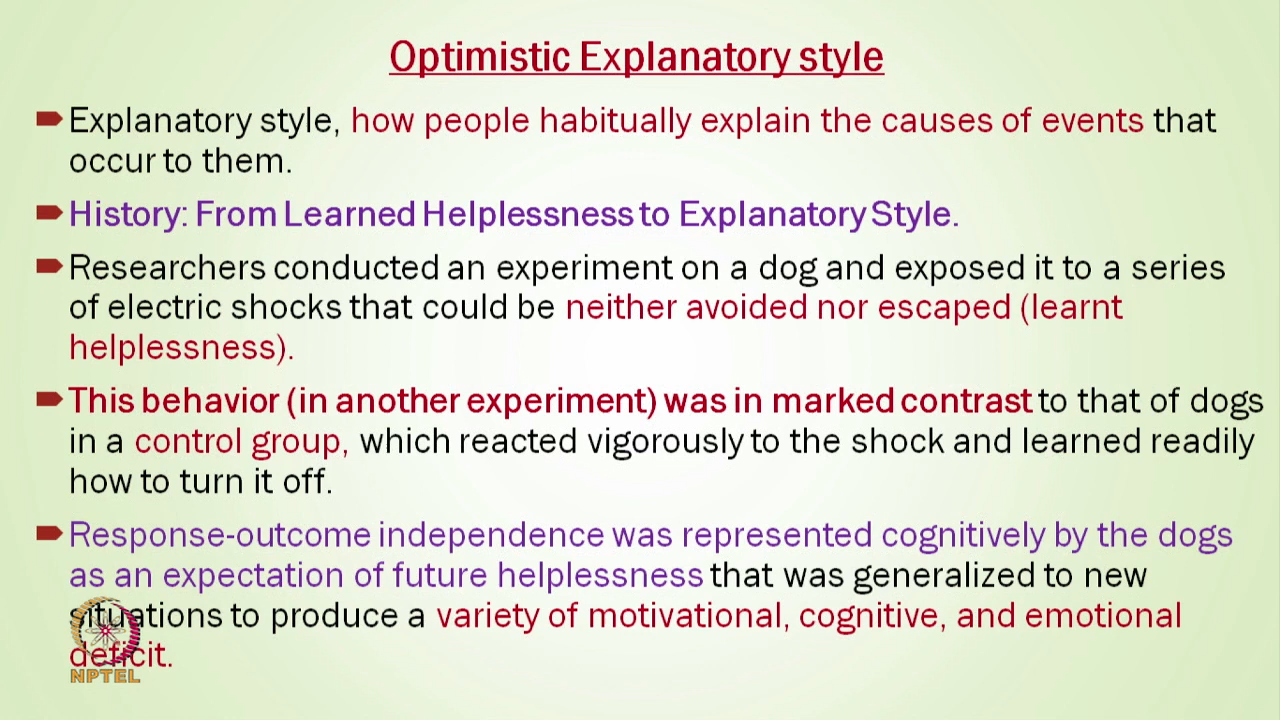 Optimistic Explanatory style
Explanatory style, how people habitually explain the causes of events that
occur to them.
History: From Learned Helplessness to Explanatory Style.
Researchers conducted an experiment on a dog and exposed it to a series
of electric shocks that could be neither avoided nor escaped (learnt
helplessness).
This behavior (in another experiment) was in marked contrast to that of dogs
in a control group, which reacted vigorously to the shock and learned readily
how to turn it off.
Response-outcome independence was represented cognitively by the dogs
as an expectation of future helplessness that was generalized to new
situations to produce a variety of motivational, cognitive, and emotional
deficit.
NPTEL